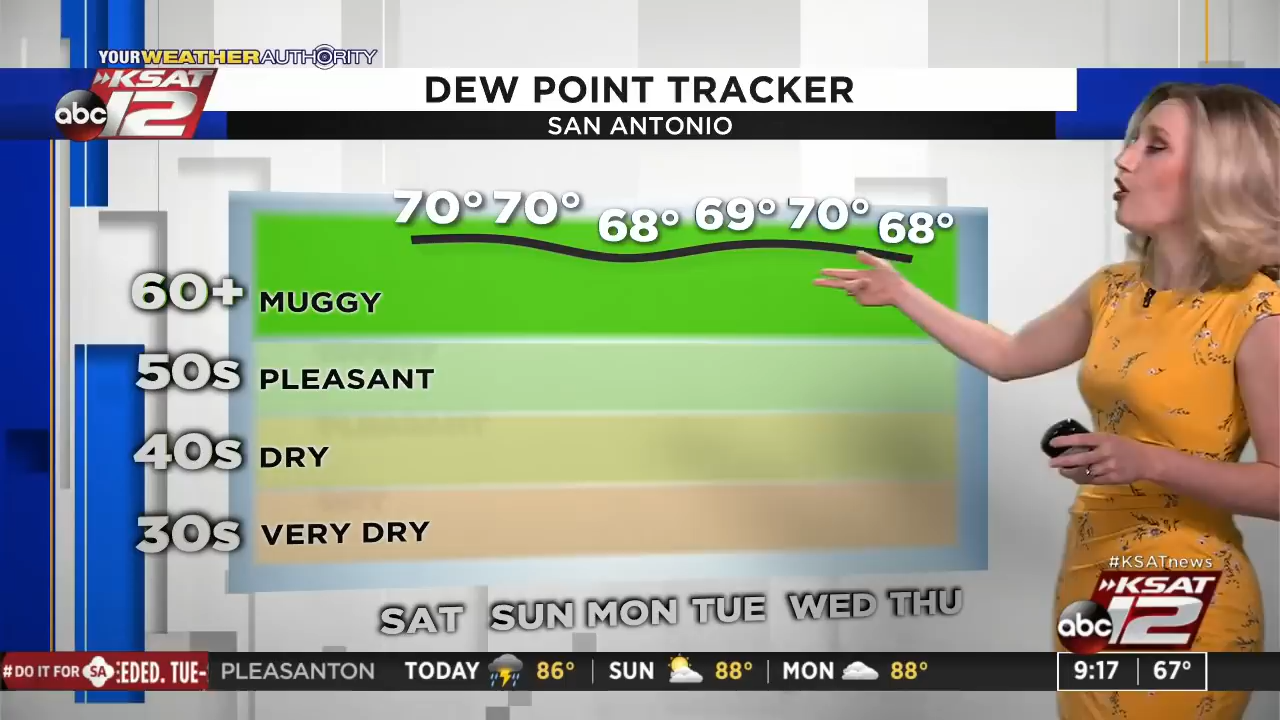 YOUR WEATHER AUTHORITY
KSAT
abc 12
DEW POINT TRACKER
SAN ANTONIO
70° 70° 68° 69° 70° 68°
60+ MUGGY
50s PLEASANT
40s DRY
30s VERY DRY
SAT SUN MON TUE WED THU
#KSATnews
KSAT
abc 12
#DO IT FOR SA EDED. TUE- PLEASANTON TODAY 86° SUN 88° MON 88° 9:17 67°